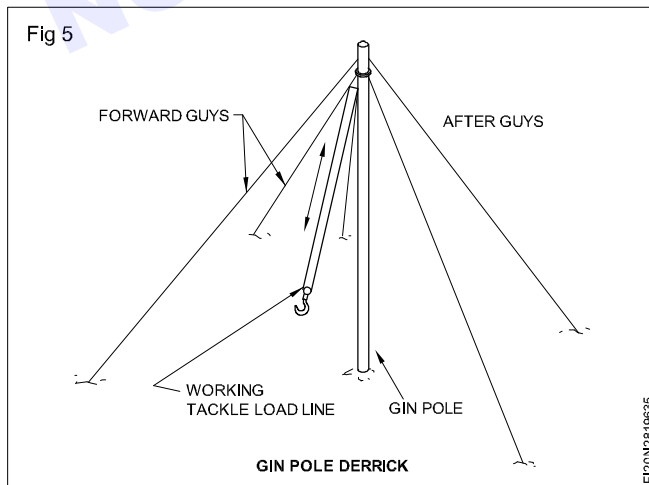 Fig 5
FORWARD GUYS
AFTER GUYS
WORKING
TACKLE LOAD LINE
GIN POLE
GIN POLE DERRICK